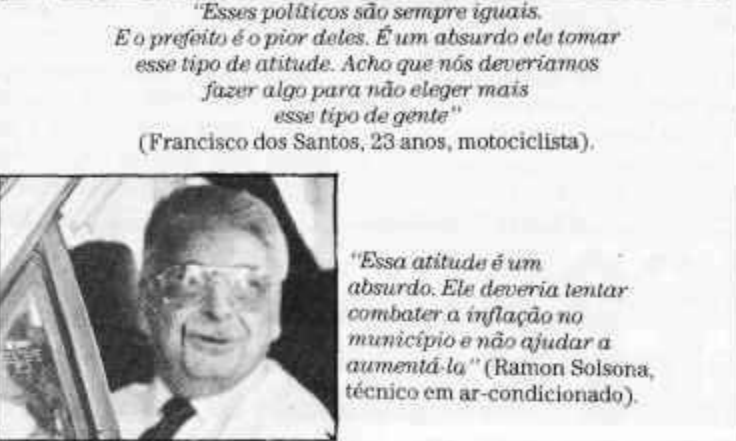 "Esses políticos são sempre iguais.
E o prefeito é o pior deles. É um absurdo ele tomar
esse tipo de atitude. Acho que nós deveríamos
fazer algo para não eleger mais
esse tipo de gente"
(Francisco dos Santos, 23 anos, motociclista).
"Essa atitude é um
absurdo. Ele deveria tentar
combater a inflação no
município e não ajudar a
aumentá-la" (Ramon Solsona,
técnico em ar-condicionado).